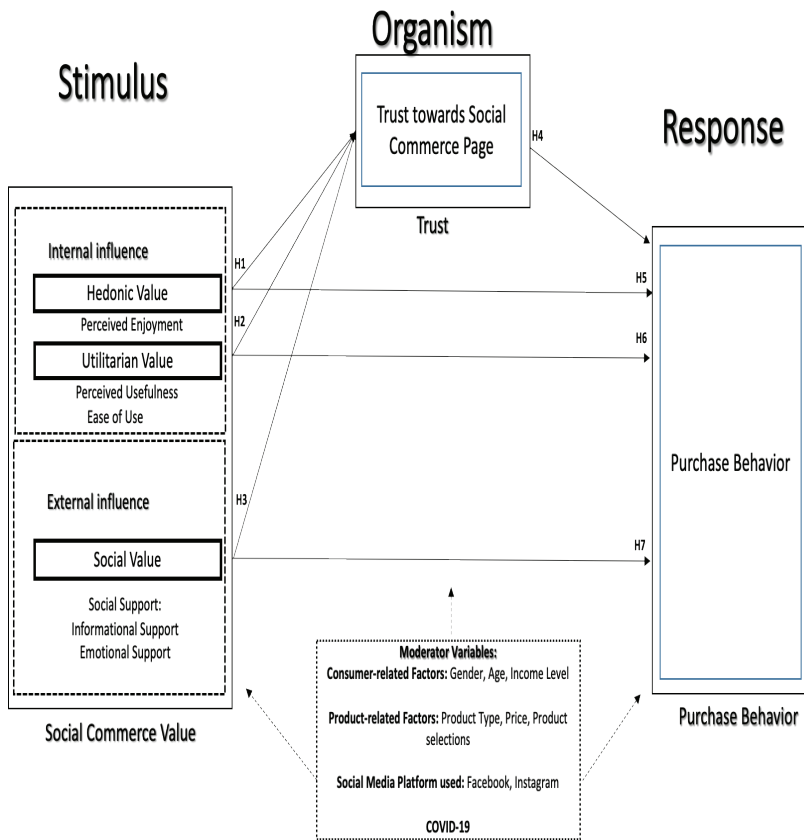 Organism
Stimulus
Response
Trust towards Social
Commerce Page
Trust
H4
Internal influence
H1
Hedonic Value
H5
Perceived Enjoyment
H2
H6
Utilitarian Value
Perceived Usefulness
Ease of Use
External influence
H3
Purchase Behavior
Social Value
H7
Social Support:
Informational Support
Emotional Support
Social Commerce Value
Moderator Variables:
Consumer-related Factors: Gender, Age, Income Level
Product-related Factors: Product Type, Price, Product
selections
Social Media Platform used: Facebook, Instagram
COVID-19
Purchase Behavior